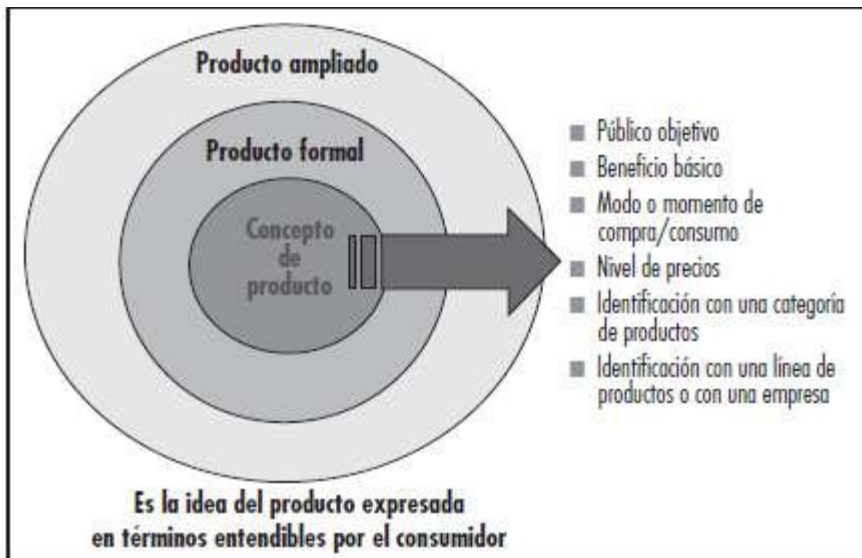 Producto ampliado
Producto formal
Concepto
de
producto
■ Público objetivo
■ Beneficio básico
■ Modo o momento de
compra/consumo
■ Nivel de precios
■ Identificación con una categoría
de productos
■ Identificación con una línea de
productos o con una empresa
Es la idea del producto expresada
en términos entendibles por el consumidor